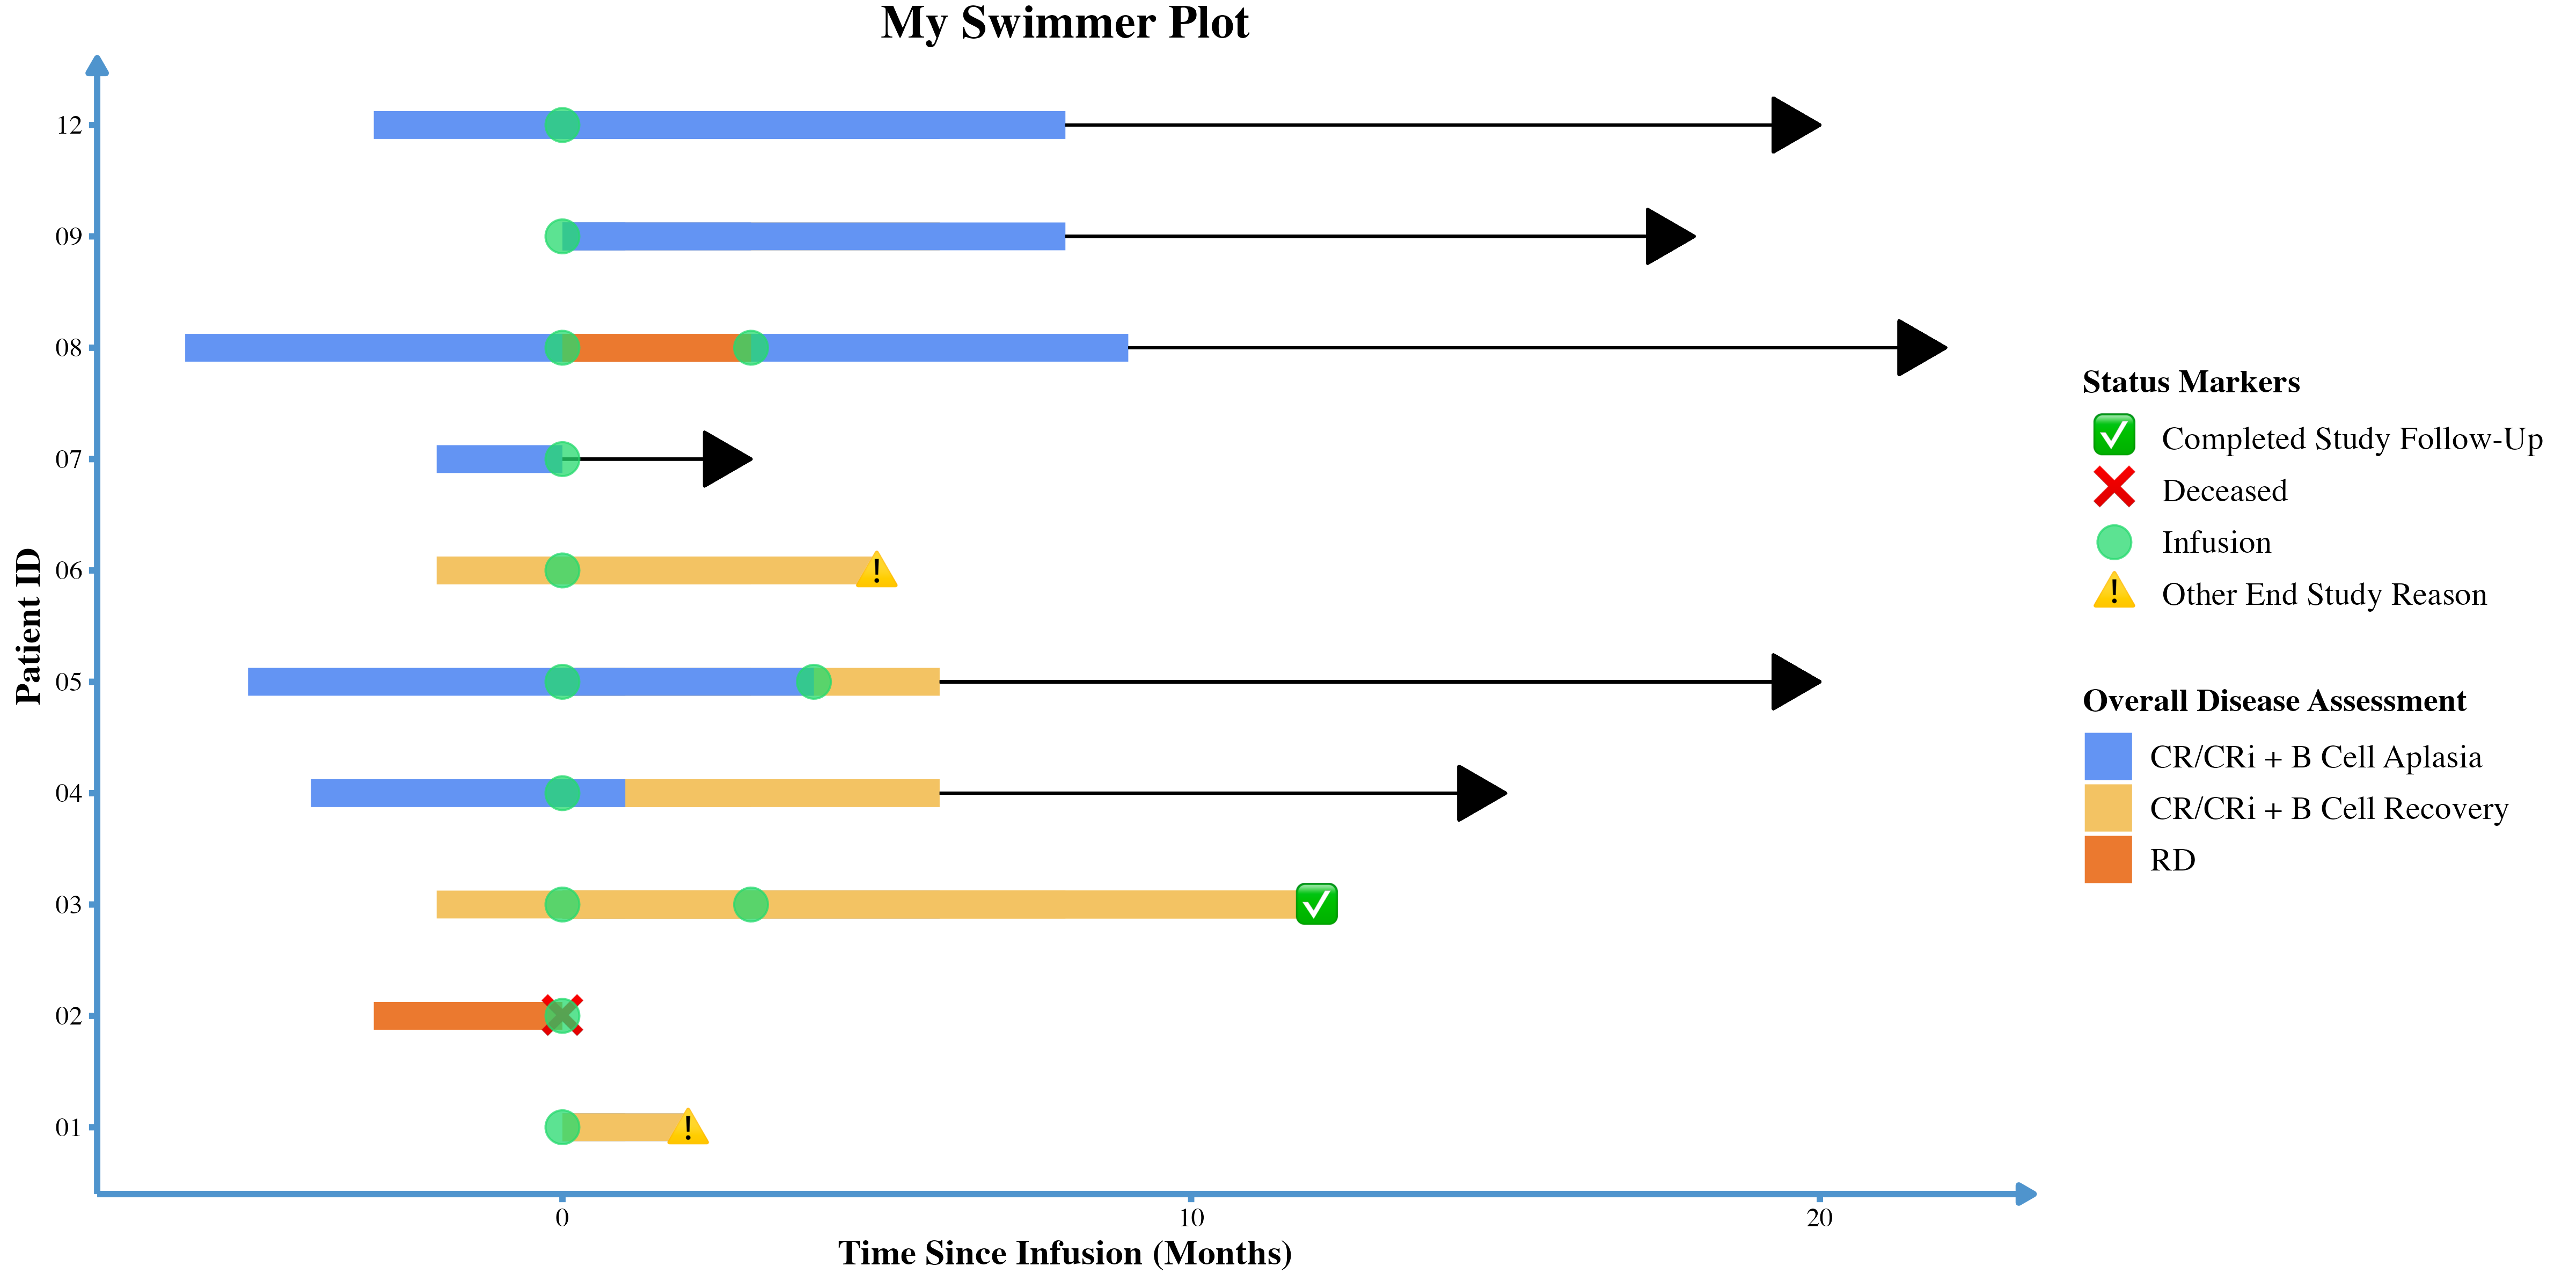 My Swimmer Plot
Patient ID
12
09
08
07
06
05
04
03
02
01
0
10
20
Time Since Infusion (Months)
Status Markers
Completed Study Follow-Up
Deceased
Infusion
Other End Study Reason
Overall Disease Assessment
CR/CRi + B Cell Aplasia
CR/CRi + B Cell Recovery
RD